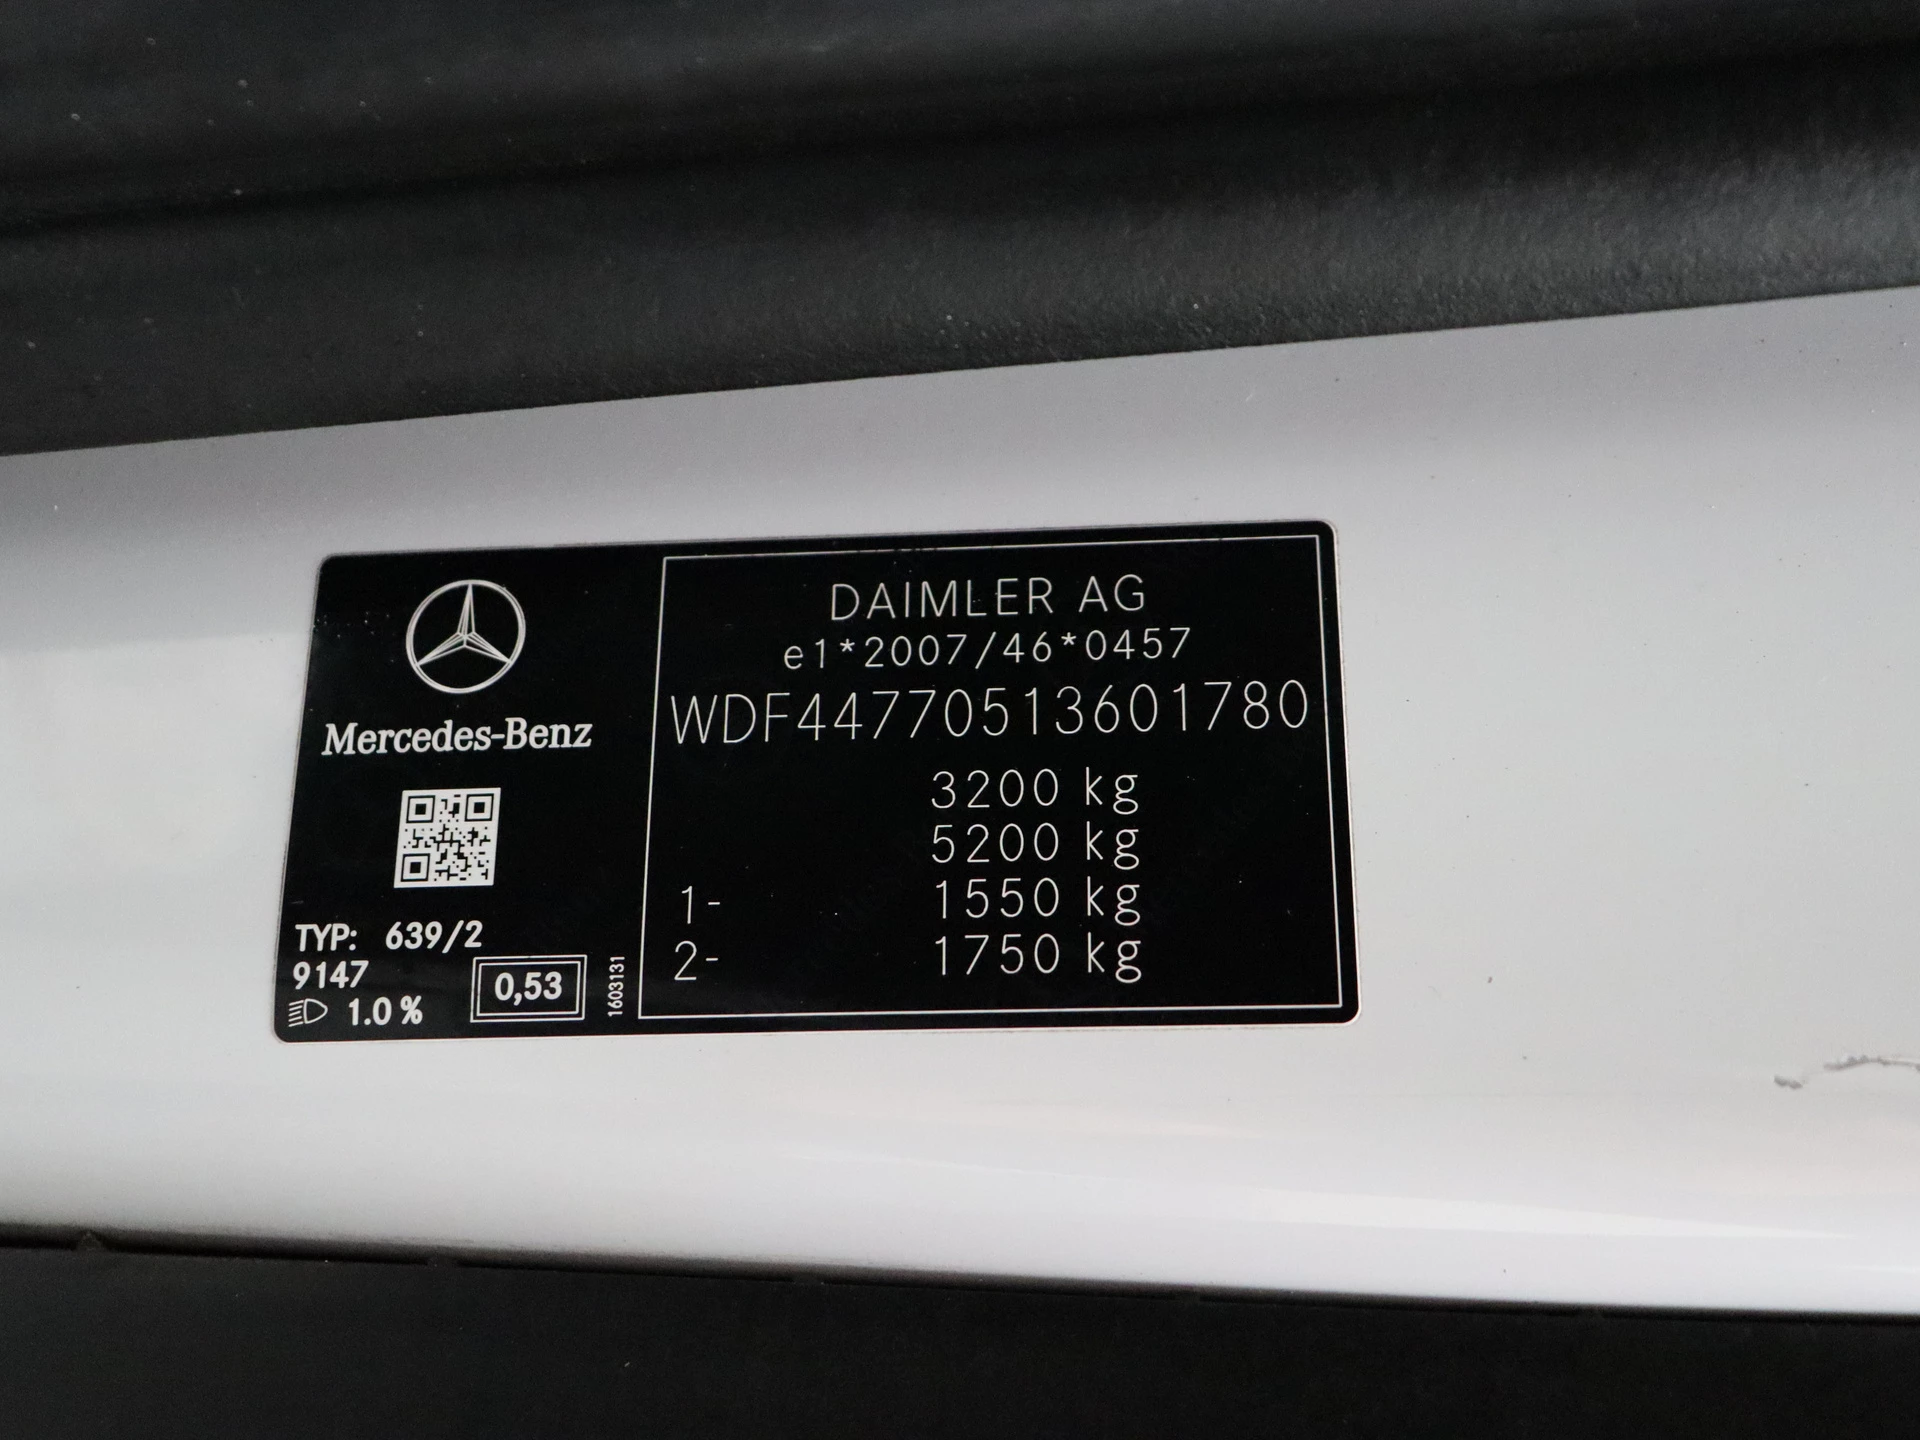 Mercedes-Benz
TYP: 639/2
9147
1.0 %
0,53
1603131
DAIMLER AG
e1*2007/46*0457
WDF44770513601780
3200 kg
5200 kg
1- 1550 kg
2- 1750 kg